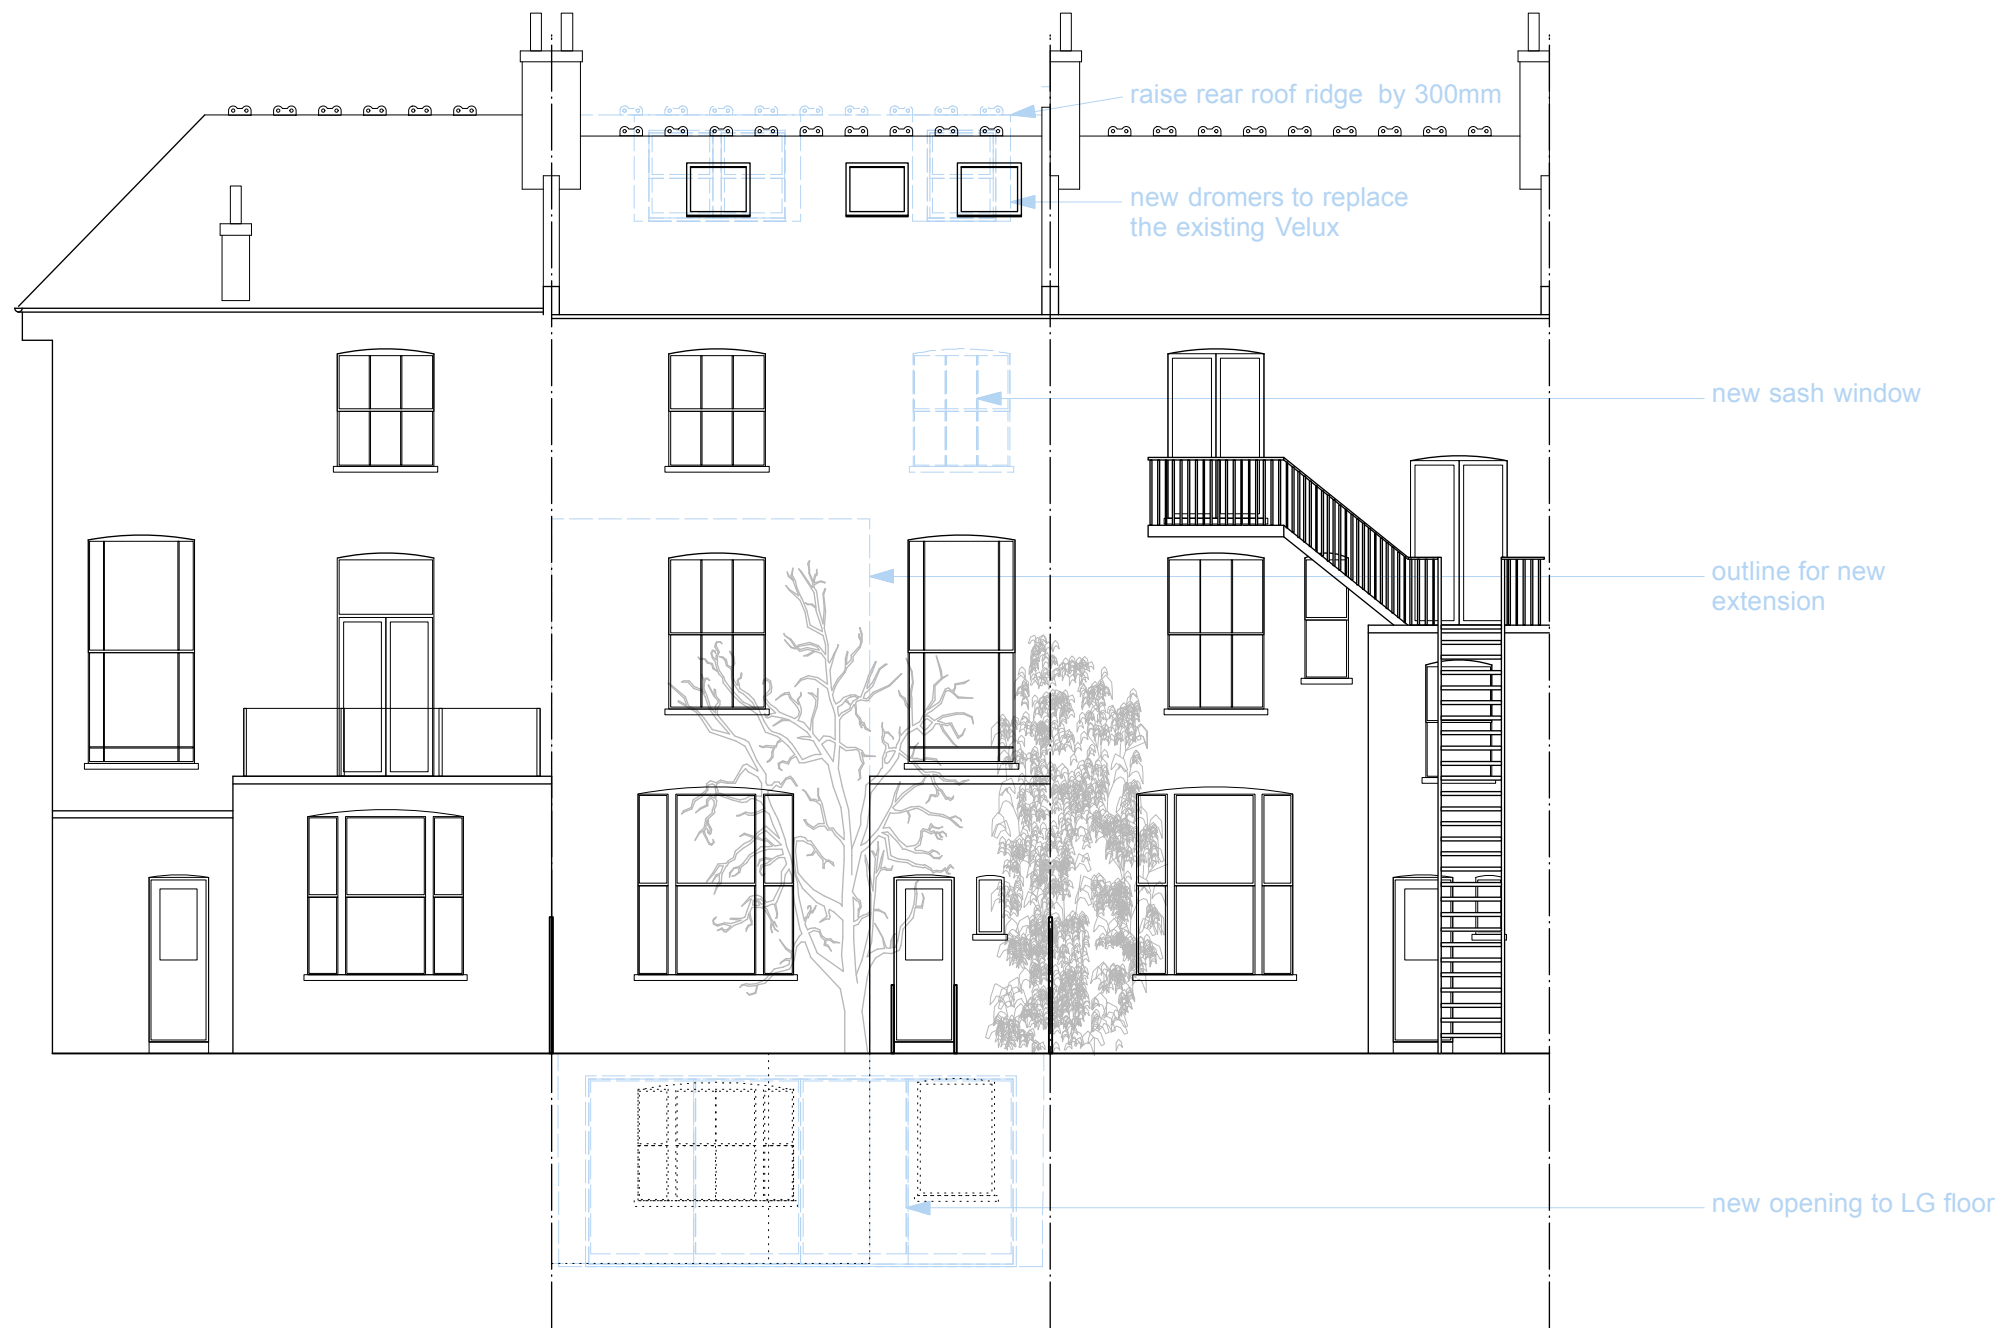 raise rear roof ridge by 300mm
new dromers to replace
the existing Velux
new sash window
outline for new
extension
new opening to LG floor